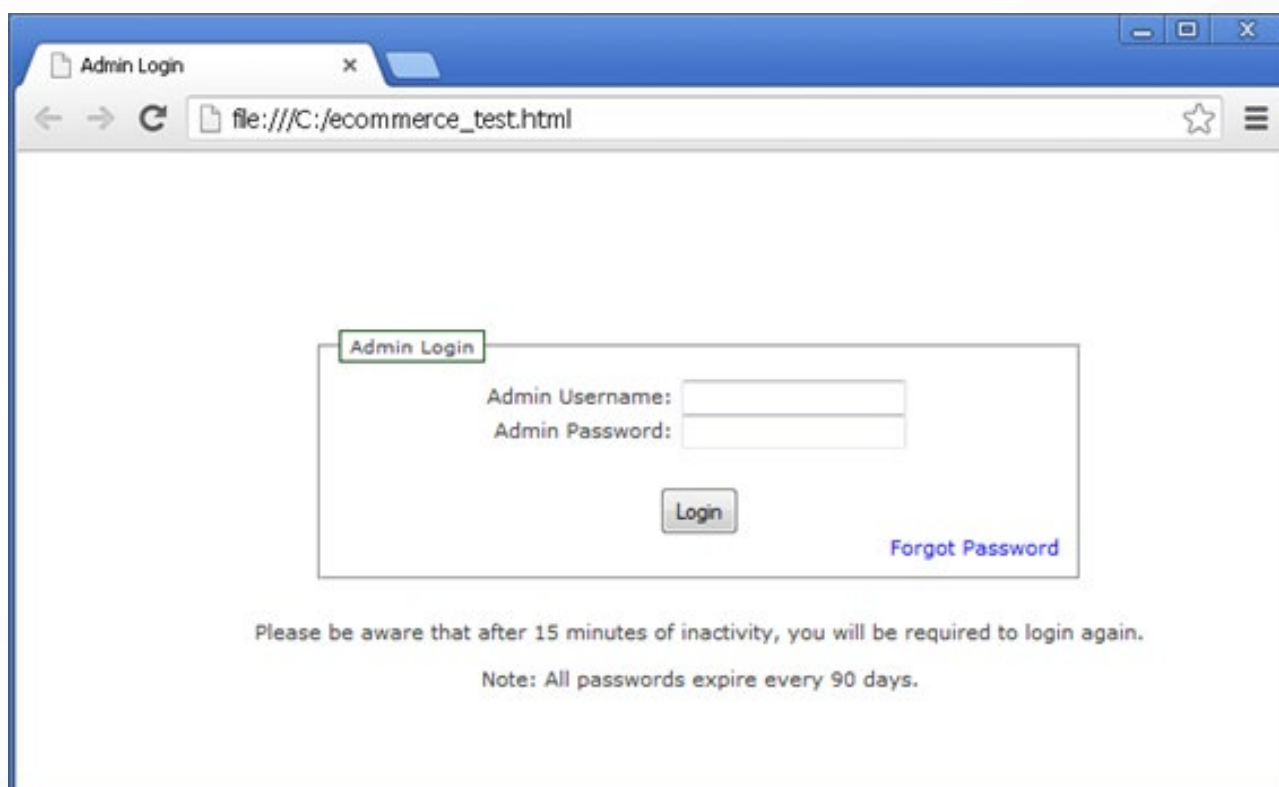 Admin Login
file:///C:/ecommerce_test.html
Admin Login
Admin Username:
Admin Password:
Login
Forgot Password
Please be aware that after 15 minutes of inactivity, you will be required to login again.
Note: All passwords expire every 90 days.